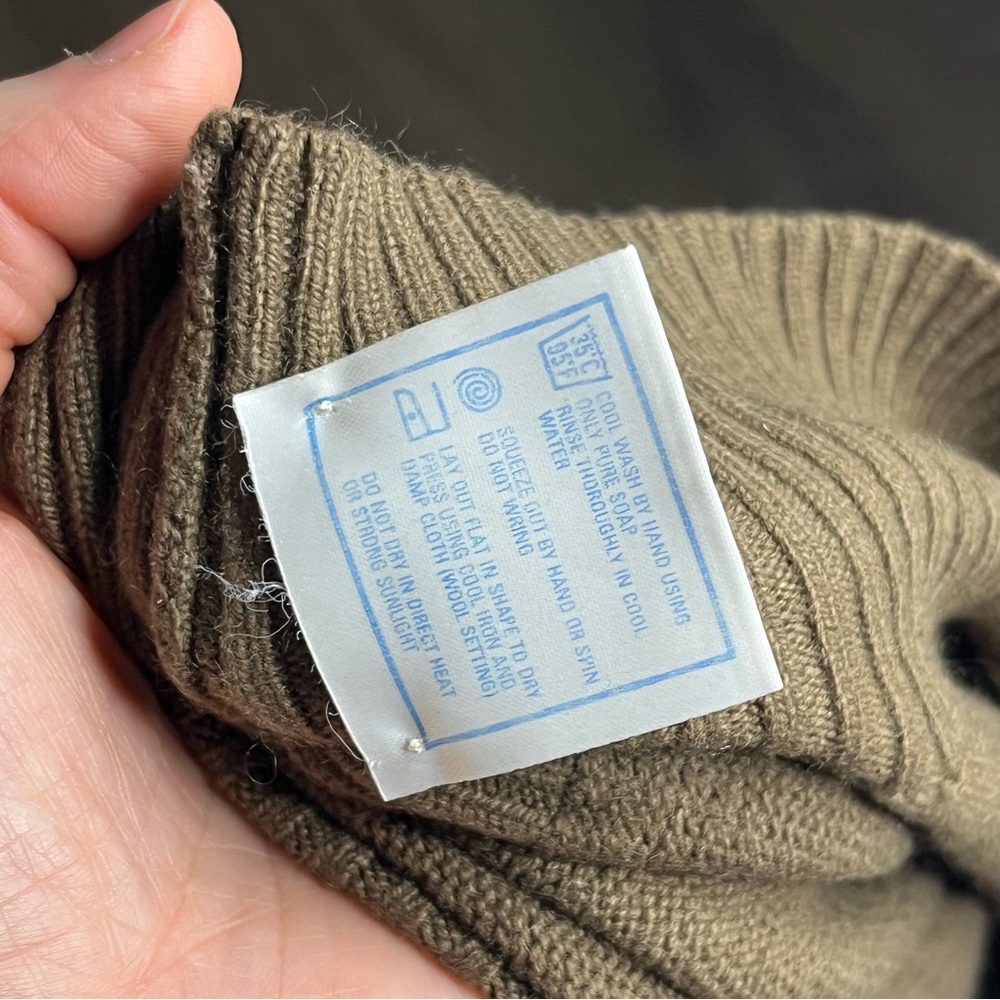 35°C
95°F
COOL WASH BY HAND USING
ONLY PURE SOAP
RINSE THOROUGHLY IN COOL
WATER
SQUEEZE OUT BY HAND OR SPIN
DO NOT WRING
LAY OUT FLAT IN SHAPE TO DRY
PRESS USING COOL IRON AND
DAMP CLOTH (WOOL SETTING)
DO NOT DRY IN DIRECT HEAT
OR STRONG SUNLIGHT